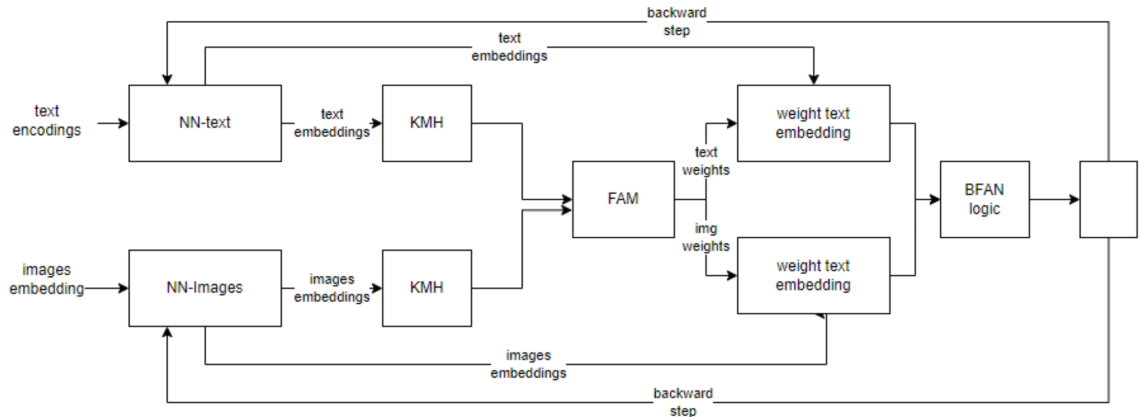 backward
step
text
embeddings
text
encodings
NN-text
text
embeddings
KMH
weight text
embedding
text
weights
FAM
BFAN
logic
img
weights
images
embedding
NN-Images
images
embeddings
KMH
weight text
embedding
images
embeddings
backward
step